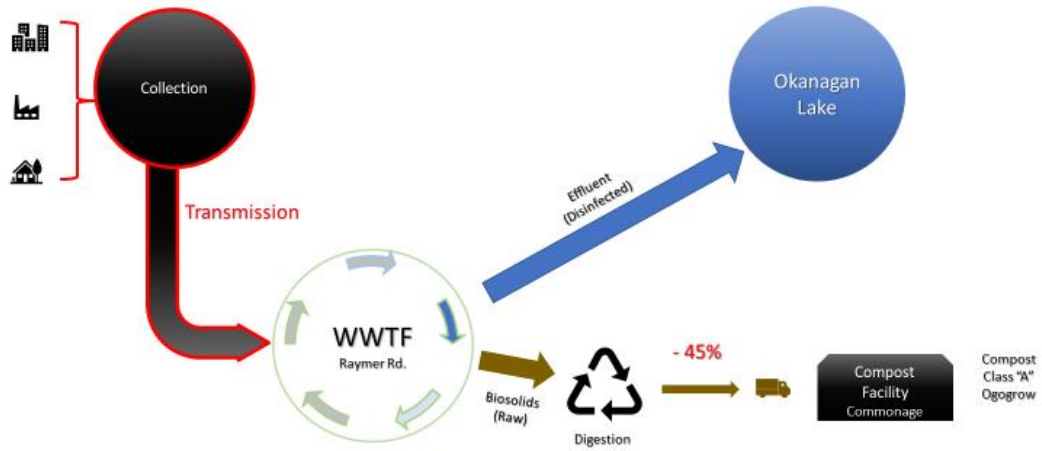 Collection
Okanagan
Lake
Transmission
Effluent
(Disinfected)
WWTF
Raymer Rd.
Biosolids
(Raw)
Digestion
- 45%
Compost
Facility
Commonage
Compost
Class "A"
Ogogrow